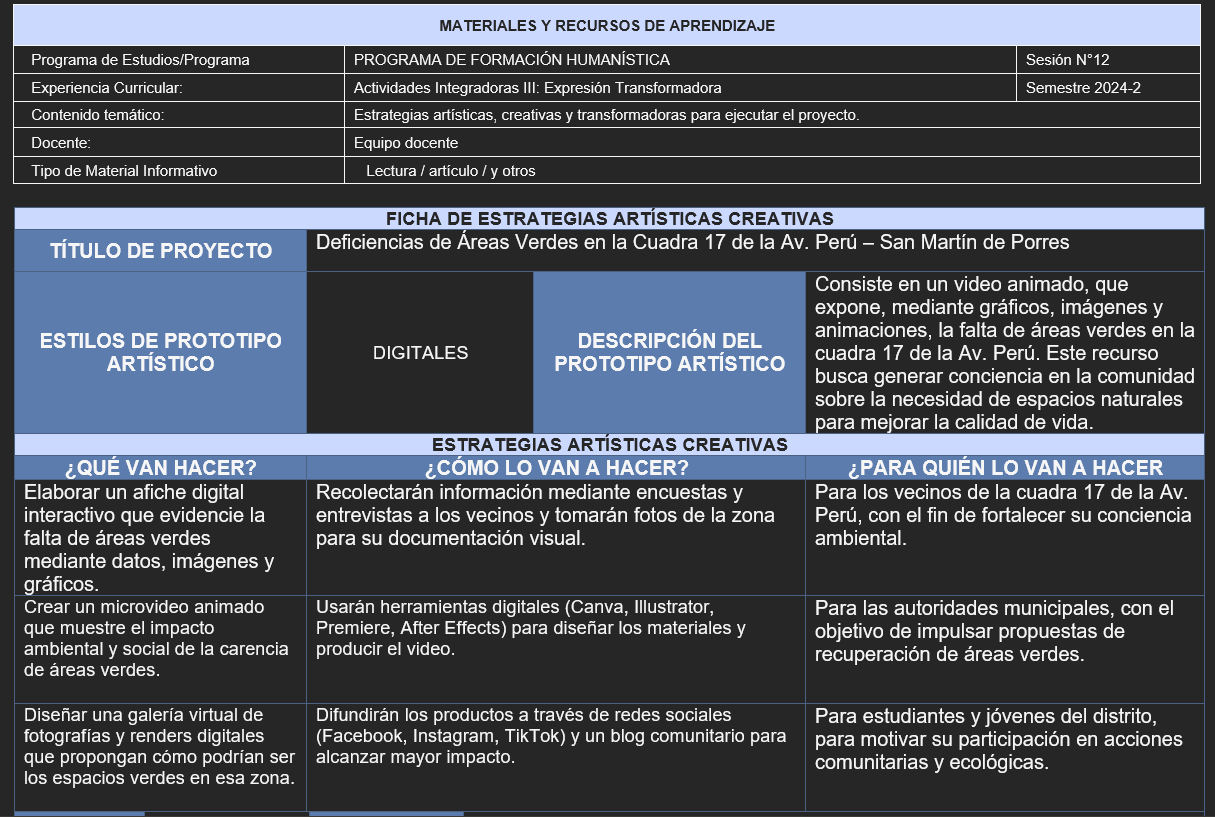 MATERIALES Y RECURSOS DE APRENDIZAJE
Programa de Estudios/Programa
PROGRAMA DE FORMACIÓN HUMANÍSTICA
Sesión N°12
Experiencia Curricular:
Actividades Integradoras III: Expresión Transformadora
Semestre 2024-2
Contenido temático:
Estrategias artísticas, creativas y transformadoras para ejecutar el proyecto.
Docente:
Equipo docente
Tipo de Material Informativo
Lectura / artículo / y otros
FICHA DE ESTRATEGIAS ARTÍSTICAS CREATIVAS
TÍTULO DE PROYECTO
Deficiencias de Áreas Verdes en la Cuadra 17 de la Av. Perú – San Martín de Porres
ESTILOS DE PROTOTIPO
ARTÍSTICO
DIGITALES
DESCRIPCIÓN DEL
PROTOTIPO ARTÍSTICO
Consiste en un video animado, que
expone, mediante gráficos, imágenes y
animaciones, la falta de áreas verdes en la
cuadra 17 de la Av. Perú. Este recurso
busca generar conciencia en la comunidad
sobre la necesidad de espacios naturales
para mejorar la calidad de vida.
ESTRATEGIAS ARTÍSTICAS CREATIVAS
¿QUÉ VAN HACER?
¿CÓMO LO VAN A HACER?
¿PARA QUIÉN LO VAN A HACER
Elaborar un afiche digital
interactivo que evidencie la
falta de áreas verdes
mediante datos, imágenes y
gráficos.
Recolectarán información mediante encuestas y
entrevistas a los vecinos y tomarán fotos de la zona
para su documentación visual.
Para los vecinos de la cuadra 17 de la Av.
Perú, con el fin de fortalecer su conciencia
ambiental.
Crear un microvideo animado
que muestre el impacto
ambiental y social de la carencia
de áreas verdes.
Usarán herramientas digitales (Canva, Illustrator,
Premiere, After Effects) para diseñar los materiales y
producir el video.
Para las autoridades municipales, con el
objetivo de impulsar propuestas de
recuperación de áreas verdes.
Diseñar una galería virtual de
fotografías y renders digitales
que propongan cómo podrían ser
los espacios verdes en esa zona.
Difundirán los productos a través de redes sociales
(Facebook, Instagram, TikTok) y un blog comunitario para
alcanzar mayor impacto.
Para estudiantes y jóvenes del distrito,
para motivar su participación en acciones
comunitarias y ecológicas.